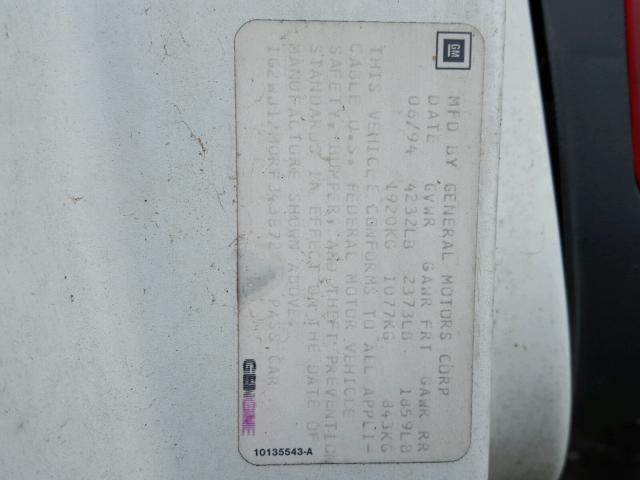 GM
MFD BY GENERAL MOTORS CORP
DATE GVWR GAWR FRT GAWR RR
06/94 4232LB 2373LB 1859LB
1920KG 1077KG 843KG
THIS VEHICLE CONFORMS TO ALL APPLI-
CABLE U.S. FEDERAL MOTOR VEHICLE
SAFETY, BUMPER, AND THEFT PREVENTION
STANDARDS IN EFFECT ON THE DATE OF
MANUFACTURE SHOWN ABOVE.
PASS CAR
10135543-A